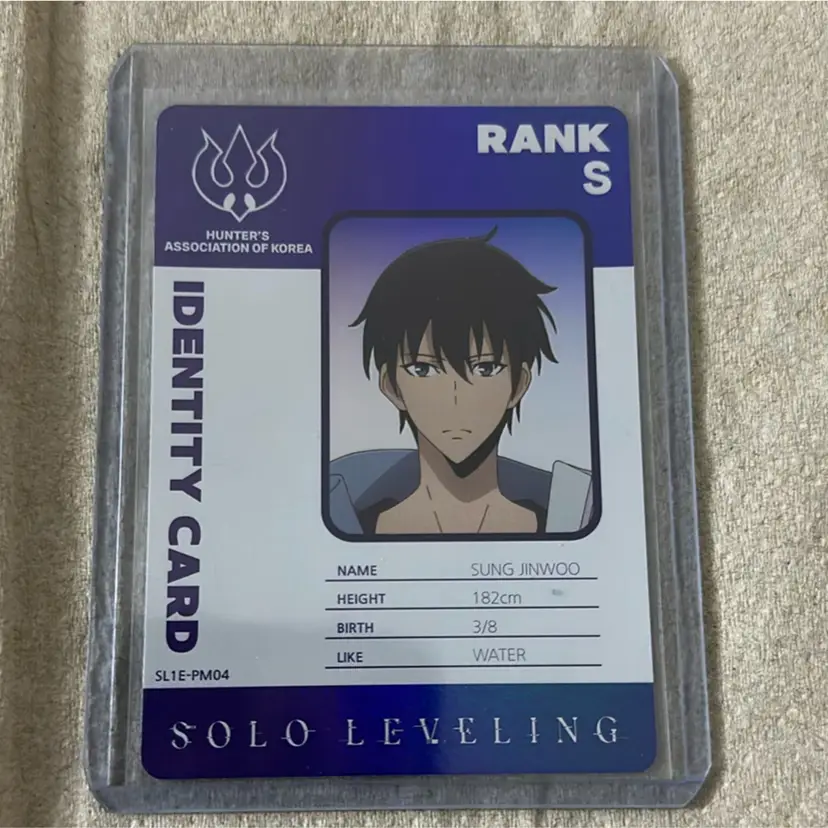 RANK
S
HUNTER'S
ASSOCIATION OF KOREA
IDENTITY CARD
NAME SUNG JINWOO
HEIGHT 182cm
BIRTH 3/8
LIKE WATER
SL1E-PM04
SOLO LEVELING